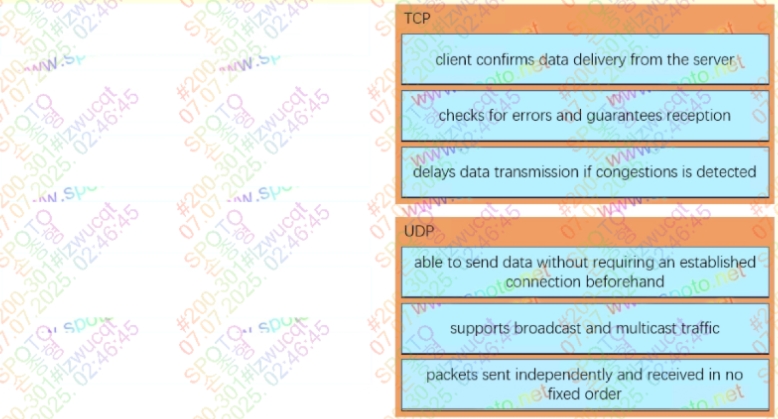 TCP
client confirms data delivery from the server
checks for errors and guarantees reception
delays data transmission if congestions is detected
UDP
able to send data without requiring an established
connection beforehand
supports broadcast and multicast traffic
packets sent independently and received in no
fixed order